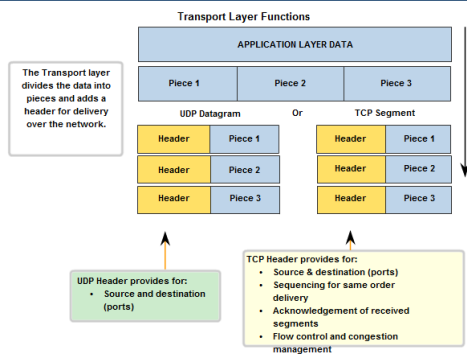 Transport Layer Functions
APPLICATION LAYER DATA
The Transport layer
divides the data into
pieces and adds a
header for delivery
over the network.
Piece 1
Piece 2
Piece 3
UDP Datagram
Or
TCP Segment
Header
Piece 1
Header
Piece 1
Header
Piece 2
Header
Piece 2
Header
Piece 3
Header
Piece 3
UDP Header provides for:
• Source and destination
(ports)
TCP Header provides for:
• Source & destination (ports)
• Sequencing for same order
delivery
• Acknowledgement of received
segments
• Flow control and congestion
management